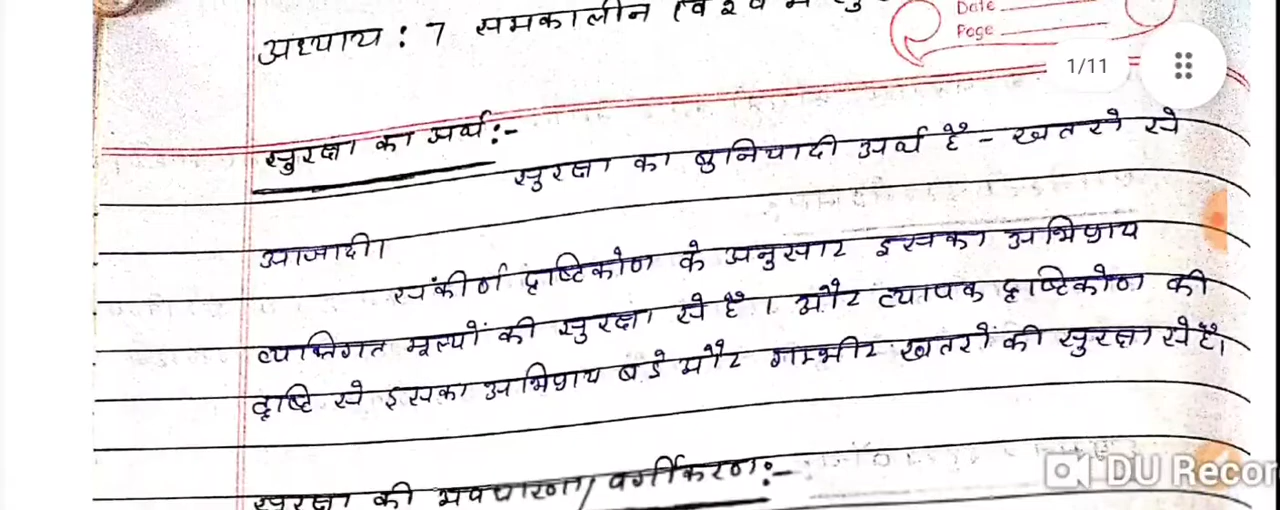 अध्याय : 7 समकालीन विश्व में
Date
Page
1/11
सुरक्षा का अर्थ :-
सुरक्षा का बुनियादी अर्थ है - खतरो से
आजादी।
संकीर्ण दृष्टिकोण के अनुसार इसका अभिप्राय
व्यक्तिगत मूल्यों की सुरक्षा से है। और व्यापक दृष्टिकोण की
दृष्टि से इसका अभिप्राय बडे और गम्भीर खतरों की सुरक्षा से है।
सुरक्षा की अवधारणा/वर्गीकरण :-
DU Recor